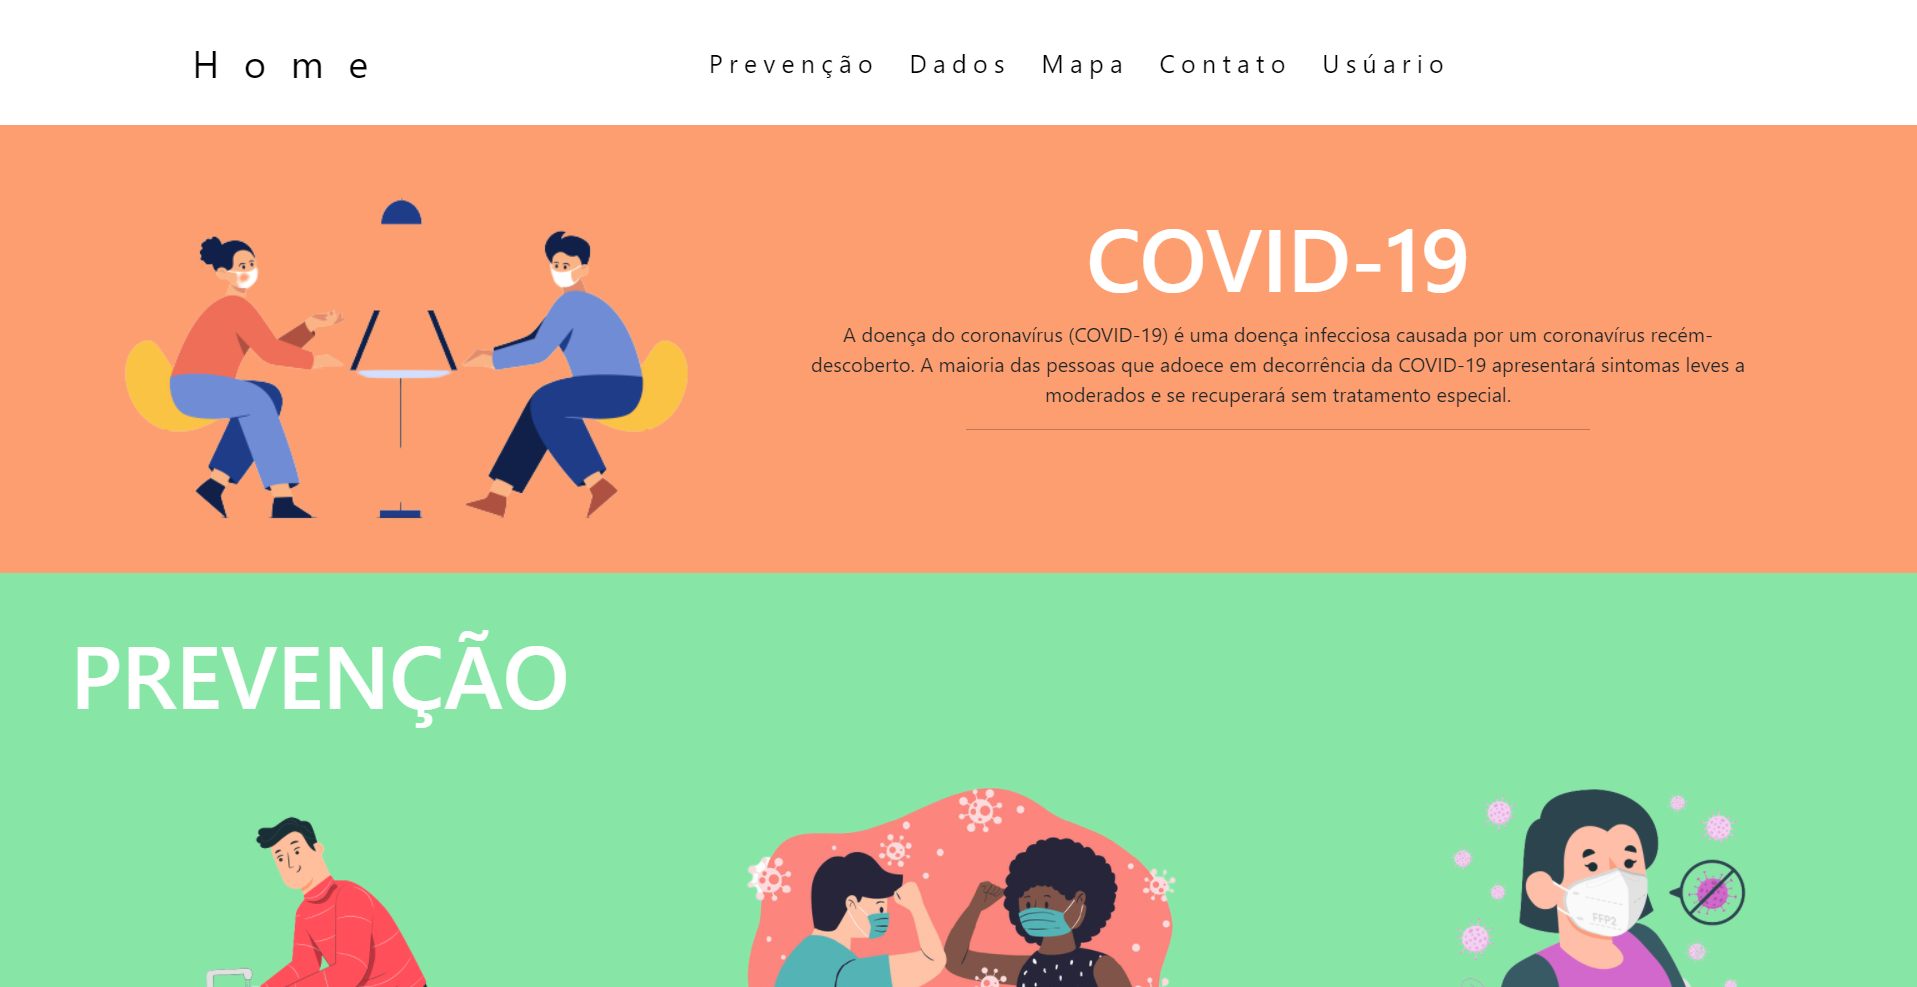 Home
Prevenção Dados Mapa Contato Usúario
COVID-19
A doença do coronavírus (COVID-19) é uma doença infecciosa causada por um coronavírus recém-
descoberto. A maioria das pessoas que adoece em decorrência da COVID-19 apresentará sintomas leves a
moderados e se recuperará sem tratamento especial.
PREVENÇÃO
FFP2